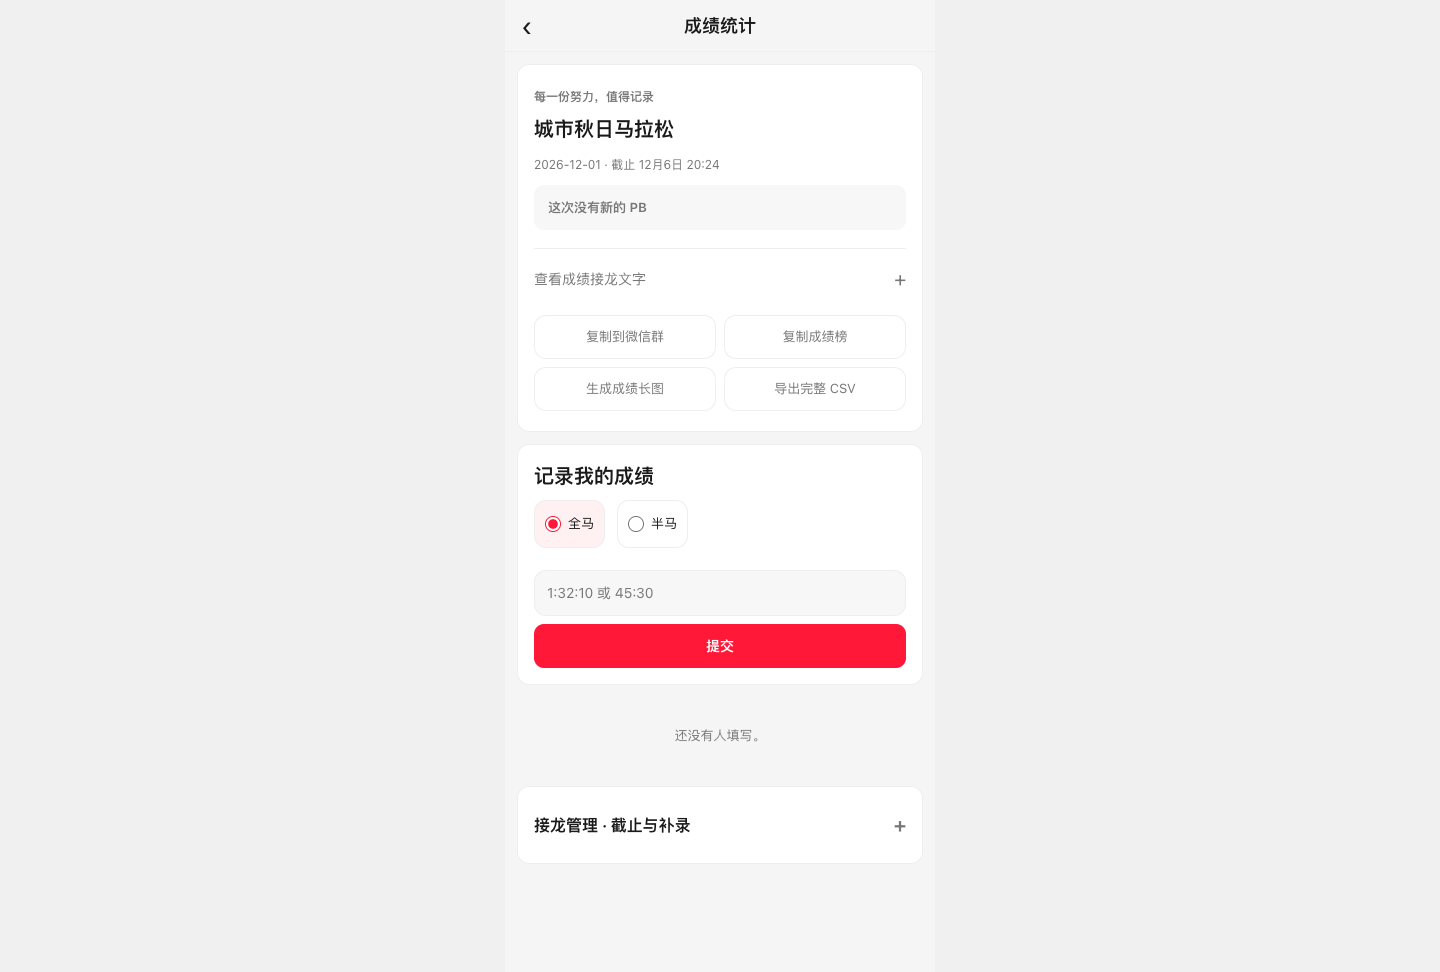 成绩统计
每一份努力，值得记录
城市秋日马拉松
2026-12-01 · 截止 12月6日 20:24
这次没有新的 PB
查看成绩接龙文字 +
复制到微信群 复制成绩榜
生成成绩长图 导出完整 CSV
记录我的成绩
全马 半马
1:32:10 或 45:30
提交
还没有人填写。
接龙管理 · 截止与补录 +